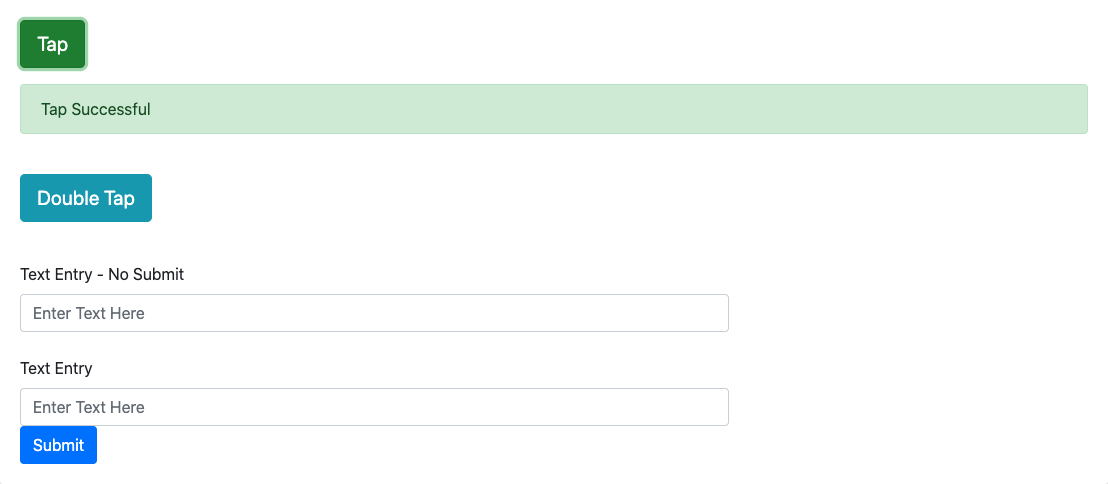 Tap
Tap Successful
Double Tap
Text Entry - No Submit
Enter Text Here
Text Entry
Enter Text Here
Submit